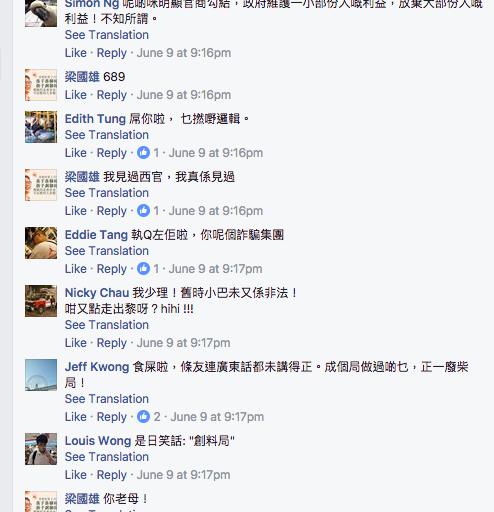 Simon Ng 呢啲咪明顯官商勾結，政府維護一小部份人嘅利益，放棄大部份人嘅
利益！不知所謂。
See Translation
Like · Reply · June 9 at 9:16pm
梁國雄 689
Like · Reply · June 9 at 9:16pm
Edith Tung 屌你啦， 乜撚嘢邏輯。
See Translation
Like · Reply · 1 · June 9 at 9:16pm
梁國雄 我見過西官，我真係見過
See Translation
Like · Reply · 1 · June 9 at 9:16pm
Eddie Tang 執Q左佢啦，你呢個詐騙集團
See Translation
Like · Reply · 1 · June 9 at 9:17pm
Nicky Chau 我少理！舊時小巴未又係非法！
咁又點走出黎呀？hihi !!!
See Translation
Like · Reply · June 9 at 9:17pm
Jeff Kwong 食屎啦，條友連廣東話都未講得正。成個局做過啲乜，正一廢柴
局！
See Translation
Like · Reply · 2 · June 9 at 9:17pm
Louis Wong 是日笑話: "創料局"
See Translation
Like · Reply · June 9 at 9:17pm
梁國雄 你老母！